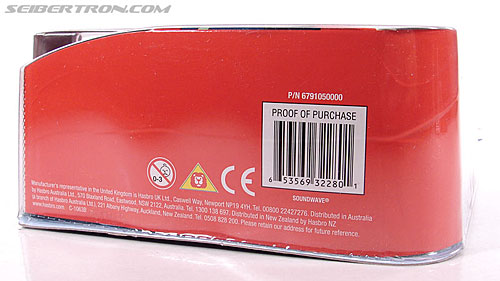 SEIBERTRON.COM
P/N 6791050000
PROOF OF PURCHASE
6 53569 32280 1
SOUNDWAVE®
0-3
CE
Manufacturer's representative in the United Kingdom is Hasbro UK Ltd., Caswell Way, Newport NP19 4YH. Tel. 00800 22427276. Distributed in Australia
by Hasbro Australia Ltd., 570 Blaxland Road, Eastwood, NSW 2122, Australia. Tel. 1300 138 697. Distributed in New Zealand by Hasbro NZ
(a branch of Hasbro Australia Ltd.), 221 Albany Highway, Auckland, New Zealand. Tel. 0508 828 200. Please retain our address for future reference.
www.hasbro.com C-10638